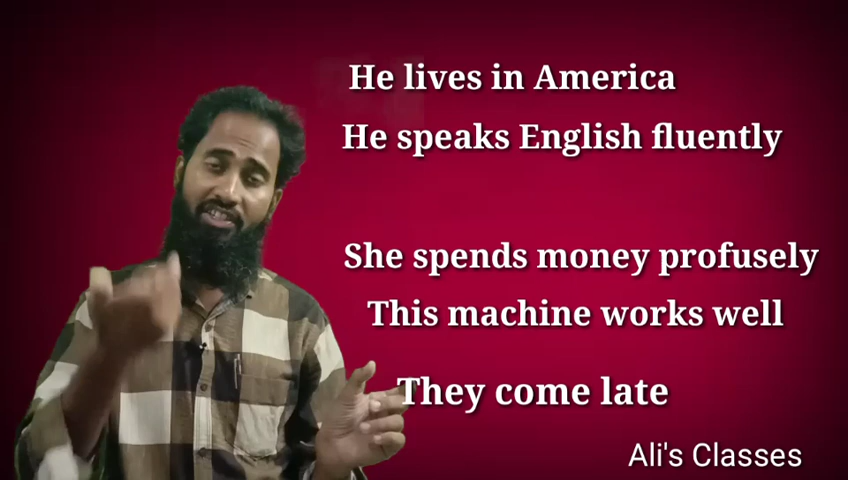 He lives in America
He speaks English fluently
She spends money profusely
This machine works well
They come late
Ali's Classes